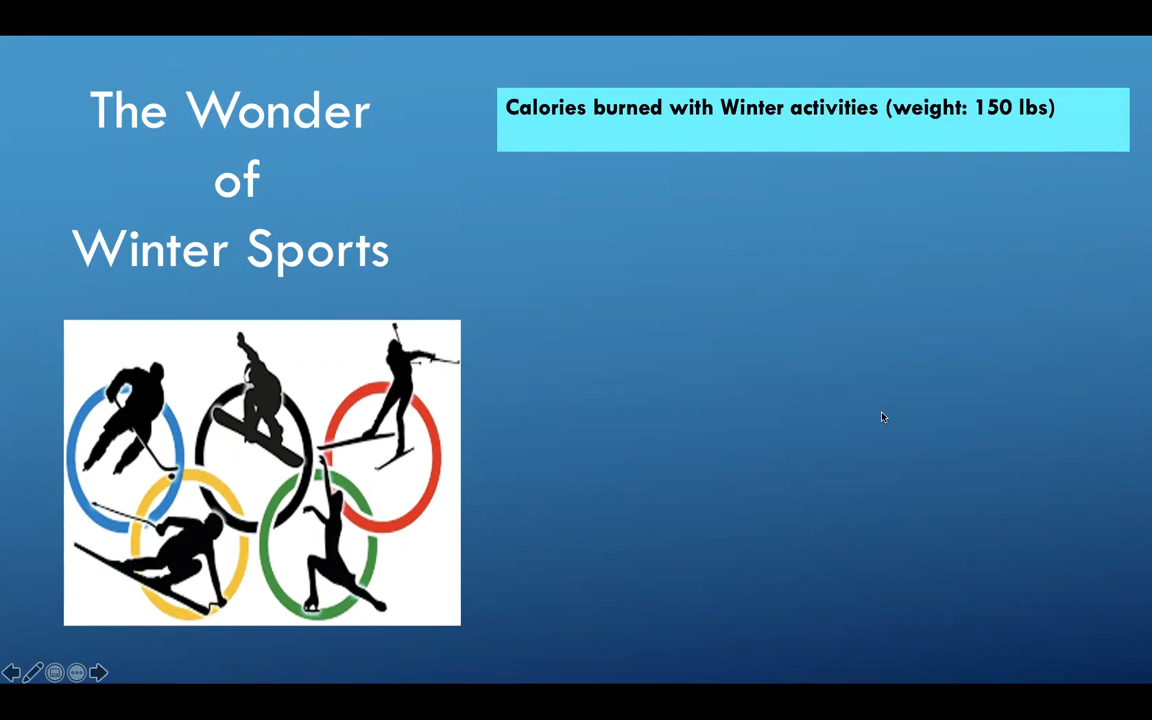 The Wonder
of
Winter Sports
Calories burned with Winter activities (weight: 150 lbs)